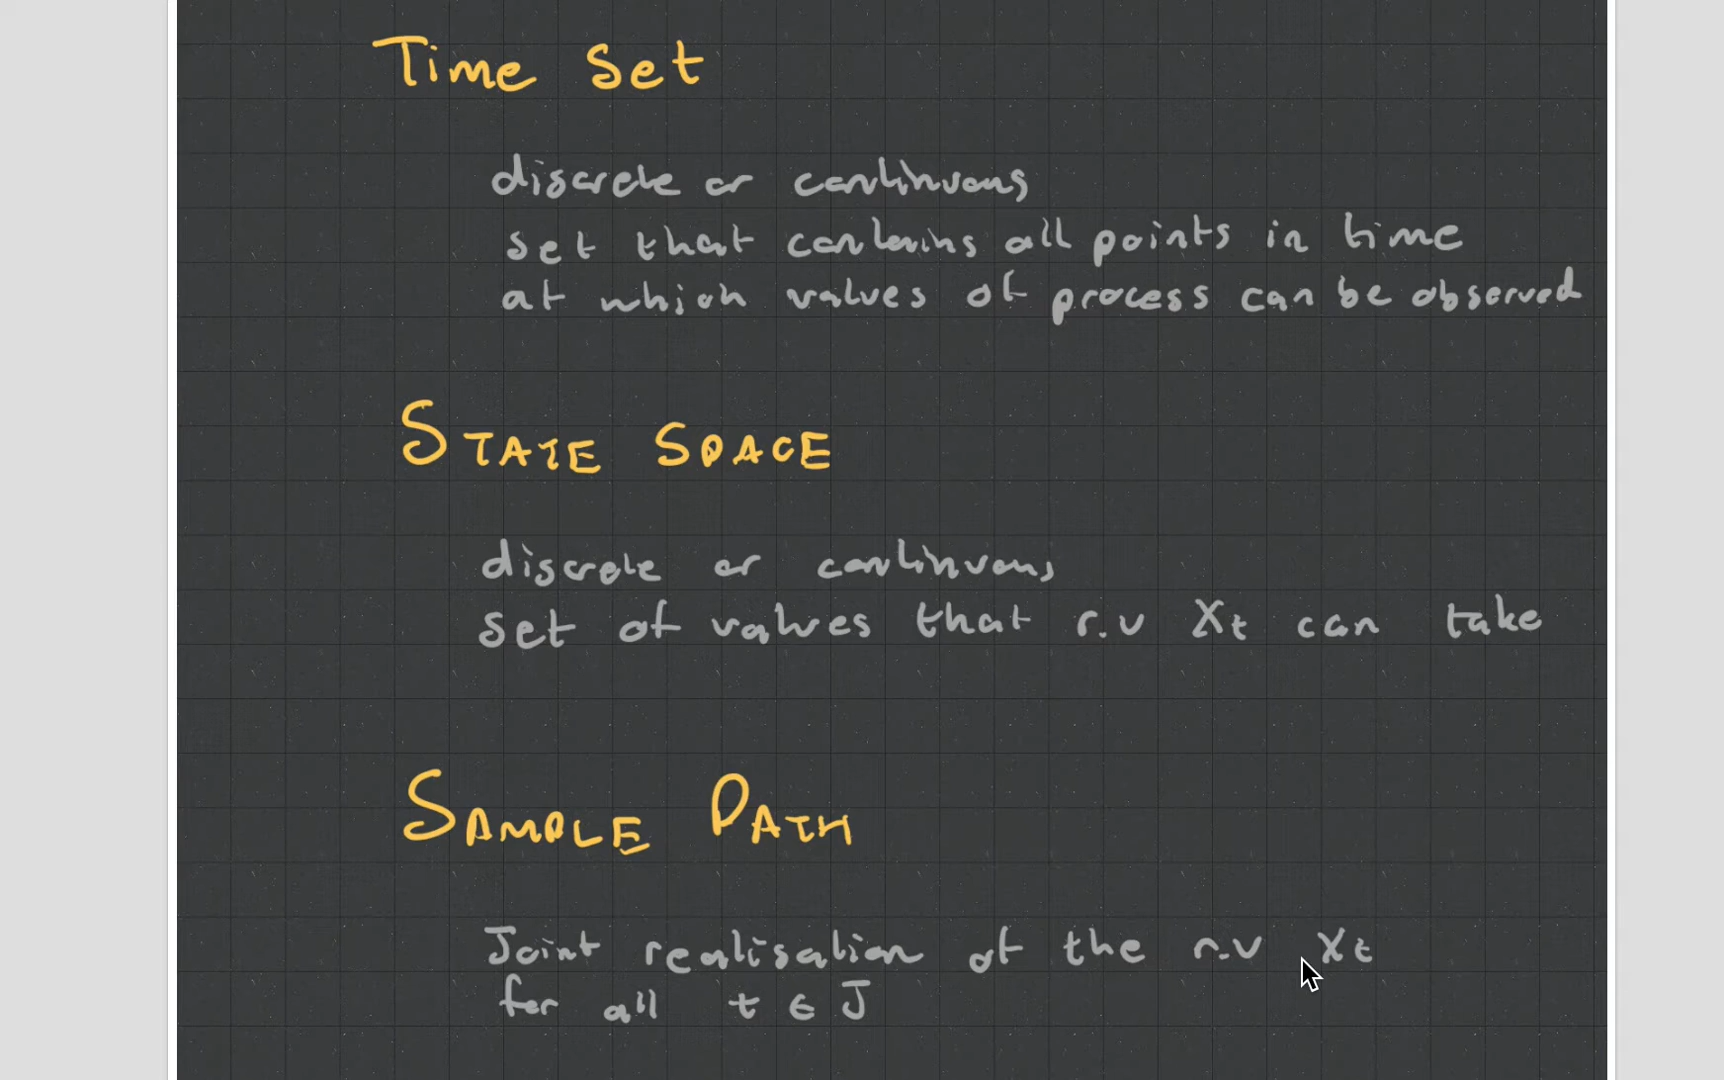 Time Set
discrete or continuous
set that contains all points in time
at which values of process can be observed
STATE SPACE
discrete or continuous
set of values that r.v Xt can take
SAMPLE PATH
Joint realisation of the r.v Xt
for all t ∈ J